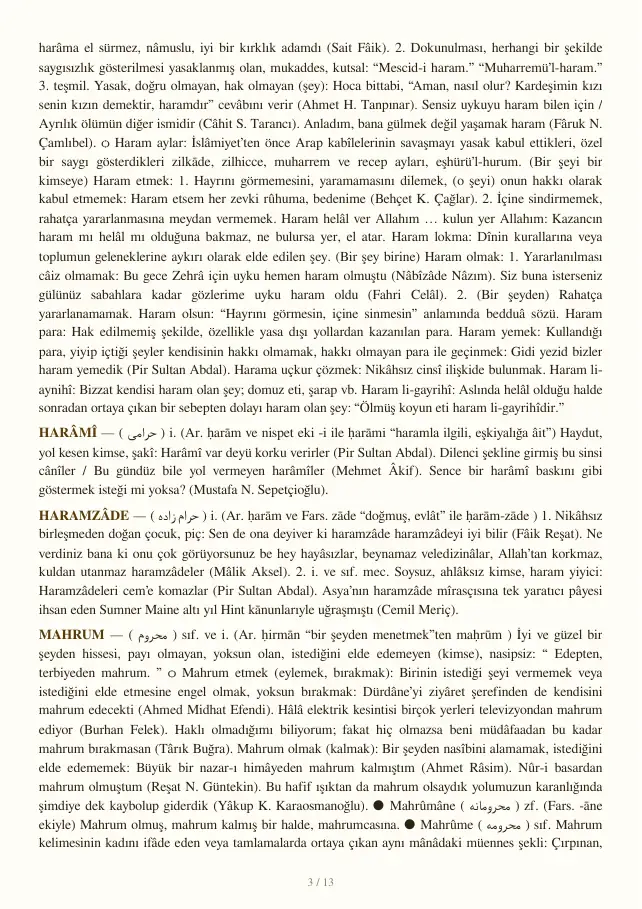 harâma el sürmez, nâmuslu, iyi bir kırklık adamdı (Sait Fâik). 2. Dokunulması, herhangi bir şekilde
saygısızlık gösterilmesi yasaklanmış olan, mukaddes, kutsal: “Mescid-i haram.” “Muharremü’l-haram.”
3. teşmil. Yasak, doğru olmayan, hak olmayan (şey): Hoca bittabi, “Aman, nasıl olur? Kardeşimin kızı
senin kızın demektir, haramdır” cevâbını verir (Ahmet H. Tanpınar). Sensiz uykuyu haram bilen için /
Ayrılık ölümün diğer ismidir (Câhit S. Tarancı). Anladım, bana gülmek değil yaşamak haram (Fâruk N.
Çamlıbel). ѻ Haram aylar: İslâmiyet’ten önce Arap kabîlelerinin savaşmayı yasak kabul ettikleri, özel
bir saygı gösterdikleri zilkāde, zilhicce, muharrem ve recep ayları, eşhürü’l-hurum. (Bir şeyi bir
kimseye) Haram etmek: 1. Hayrını görmemesini, yaramamasını dilemek, (o şeyi) onun hakkı olarak
kabul etmemek: Haram etsem her zevki rûhuma, bedenime (Behçet K. Çağlar). 2. İçine sindirmemek,
rahatça yararlanmasına meydan vermemek. Haram helâl ver Allahım … kulun yer Allahım: Kazancın
haram mı helâl mı olduğuna bakmaz, ne bulursa yer, el atar. Haram lokma: Dînin kurallarına veya
toplumun geleneklerine aykırı olarak elde edilen şey. (Bir şey birine) Haram olmak: 1. Yararlanılması
câiz olmamak: Bu gece Zehrâ için uyku hemen haram olmuştu (Nâbîzâde Nâzım). Siz buna isterseniz
gülünüz sabahlara kadar gözlerime uyku haram oldu (Fahri Celâl). 2. (Bir şeyden) Rahatça
yararlanamamak. Haram olsun: “Hayrını görmesin, içine sinmesin” anlamında bedduâ sözü. Haram
para: Hak edilmemiş şekilde, özellikle yasa dışı yollardan kazanılan para. Haram yemek: Kullandığı
para, yiyip içtiği şeyler kendisinin hakkı olmamak, hakkı olmayan para ile geçinmek: Gidi yezid bizler
haram yemedik (Pir Sultan Abdal). Harama uçkur çözmek: Nikâhsız cinsî ilişkide bulunmak. Haram li-
aynihî: Bizzat kendisi haram olan şey; domuz eti, şarap vb. Haram li-gayrihî: Aslında helâl olduğu halde
sonradan ortaya çıkan bir sebepten dolayı haram olan şey: “Ölmüş koyun eti haram li-gayrihîdir.”
HARÂMÎ — ( حرامى ) i. (Ar. ḥarām ve nispet eki -і ile ḥarāmі “haramla ilgili, eşkiyalığa âit”) Haydut,
yol kesen kimse, şakî: Harâmî var deyü korku verirler (Pir Sultan Abdal). Dilenci şekline girmiş bu sinsi
cânîler / Bu gündüz bile yol vermeyen harâmîler (Mehmet Âkif). Sence bir harâmî baskını gibi
göstermek isteği mi yoksa? (Mustafa N. Sepetçioğlu).
HARAMZÂDE — ( حرام زاده ) i. (Ar. ḥarām ve Fars. zāde “doğmuş, evlât” ile ḥarām-zāde ) 1. Nikâhsız
birleşmeden doğan çocuk, piç: Sen de ona deyiver ki haramzâde haramzâdeyi iyi bilir (Fâik Reşat). Ne
verdiniz bana ki onu çok görüyorsunuz be hey hayâsızlar, beynamaz veledizinâlar, Allah’tan korkmaz,
kuldan utanmaz haramzâdeler (Mâlik Aksel). 2. i. ve sıf. mec. Soysuz, ahlâksız kimse, haram yiyici:
Haramzâdeleri cem’e komazlar (Pir Sultan Abdal). Asya’nın haramzâde mîrasçısına tek yaratıcı pâyesi
ihsan eden Sumner Maine altı yıl Hint kānunlarıyle uğraşmıştı (Cemil Meriç).
MAHRUM — ( محروم ) sıf. ve i. (Ar. ḥirmān “bir şeyden menetmek”ten maḥrūm ) İyi ve güzel bir
şeyden hissesi, payı olmayan, yoksun olan, istediğini elde edemeyen (kimse), nasipsiz: “ Edepten,
terbiyeden mahrum. ” ѻ Mahrum etmek (eylemek, bırakmak): Birinin istediği şeyi vermemek veya
istediğini elde etmesine engel olmak, yoksun bırakmak: Dürdâne’yi ziyâret şerefinden de kendisini
mahrum edecekti (Ahmed Midhat Efendi). Hâlâ elektrik kesintisi birçok yerleri televizyondan mahrum
ediyor (Burhan Felek). Haklı olmadığımı biliyorum; fakat hiç olmazsa beni müdâfaadan bu kadar
mahrum bırakmasan (Târık Buğra). Mahrum olmak (kalmak): Bir şeyden nasîbini alamamak, istediğini
elde edememek: Büyük bir nazar-ı himâyeden mahrum kalmıştım (Ahmet Râsim). Nûr-i basardan
mahrum olmuştum (Reşat N. Güntekin). Bu hafif ışıktan da mahrum olsaydık yolumuzun karanlığında
şimdiye dek kaybolup giderdik (Yâkup K. Karaosmanoğlu). ● Mahrûmâne ( محرومانه ) zf. (Fars. -āne
ekiyle) Mahrum olmuş, mahrum kalmış bir halde, mahrumcasına. ● Mahrûme ( محرومه ) sıf. Mahrum
kelimesinin kadını ifâde eden veya tamlamalarda ortaya çıkan aynı mânâdaki müennes şekli: Çırpınan,
3 / 13